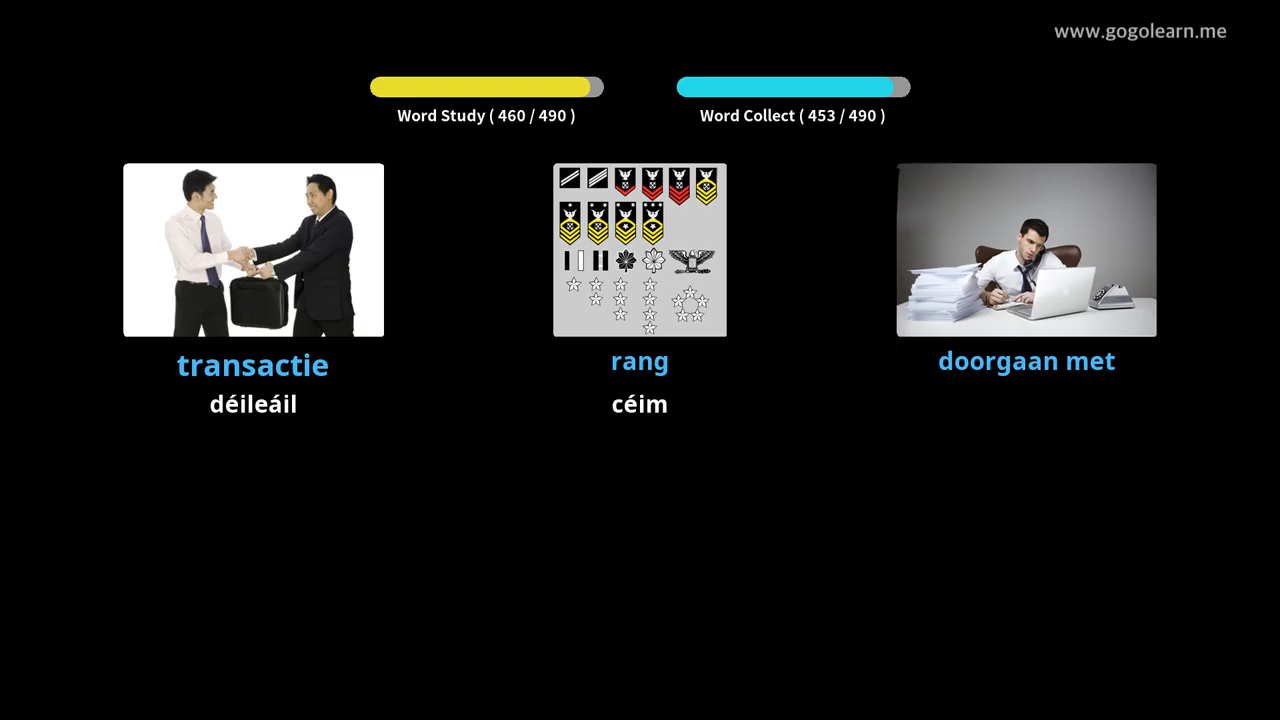 www.gogolearn.me
Word Study ( 460 / 490 )
Word Collect ( 453 / 490 )
transactie
rang
doorgaan met
déileáil
céim